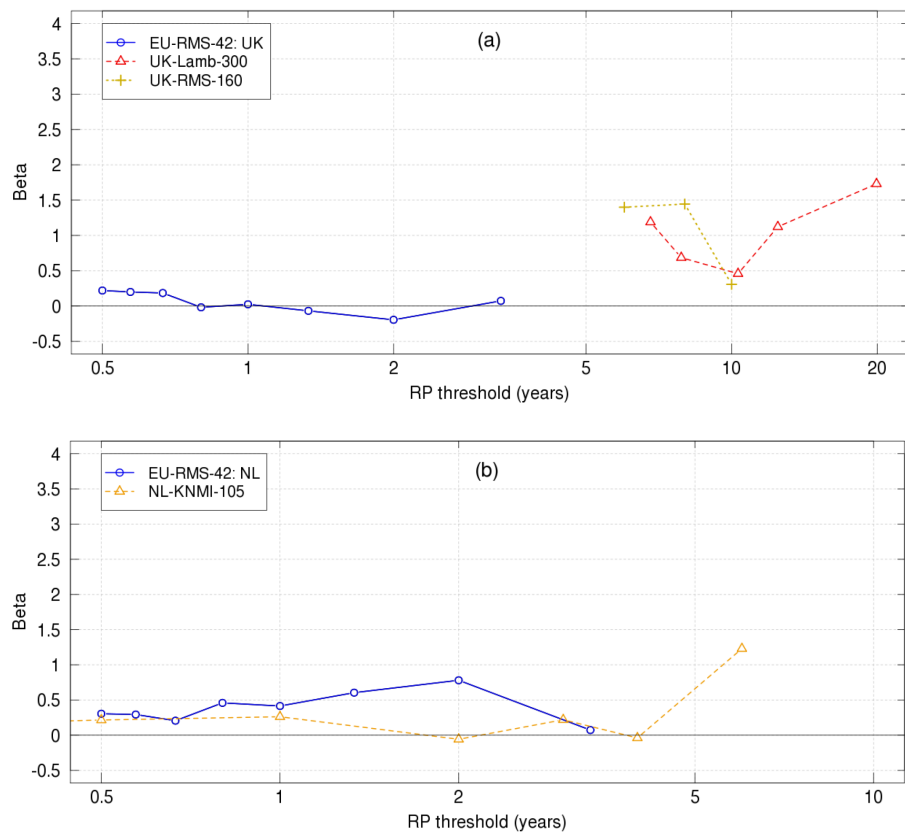 (a)
EU-RMS-42: UK
UK-Lamb-300
UK-RMS-160
4
3.5
3
2.5
2
1.5
1
0.5
0
-0.5
Beta
0.5 1 2 5 10 20
RP threshold (years)
(b)
EU-RMS-42: NL
NL-KNMI-105
4
3.5
3
2.5
2
1.5
1
0.5
0
-0.5
Beta
0.5 1 2 5 10
RP threshold (years)